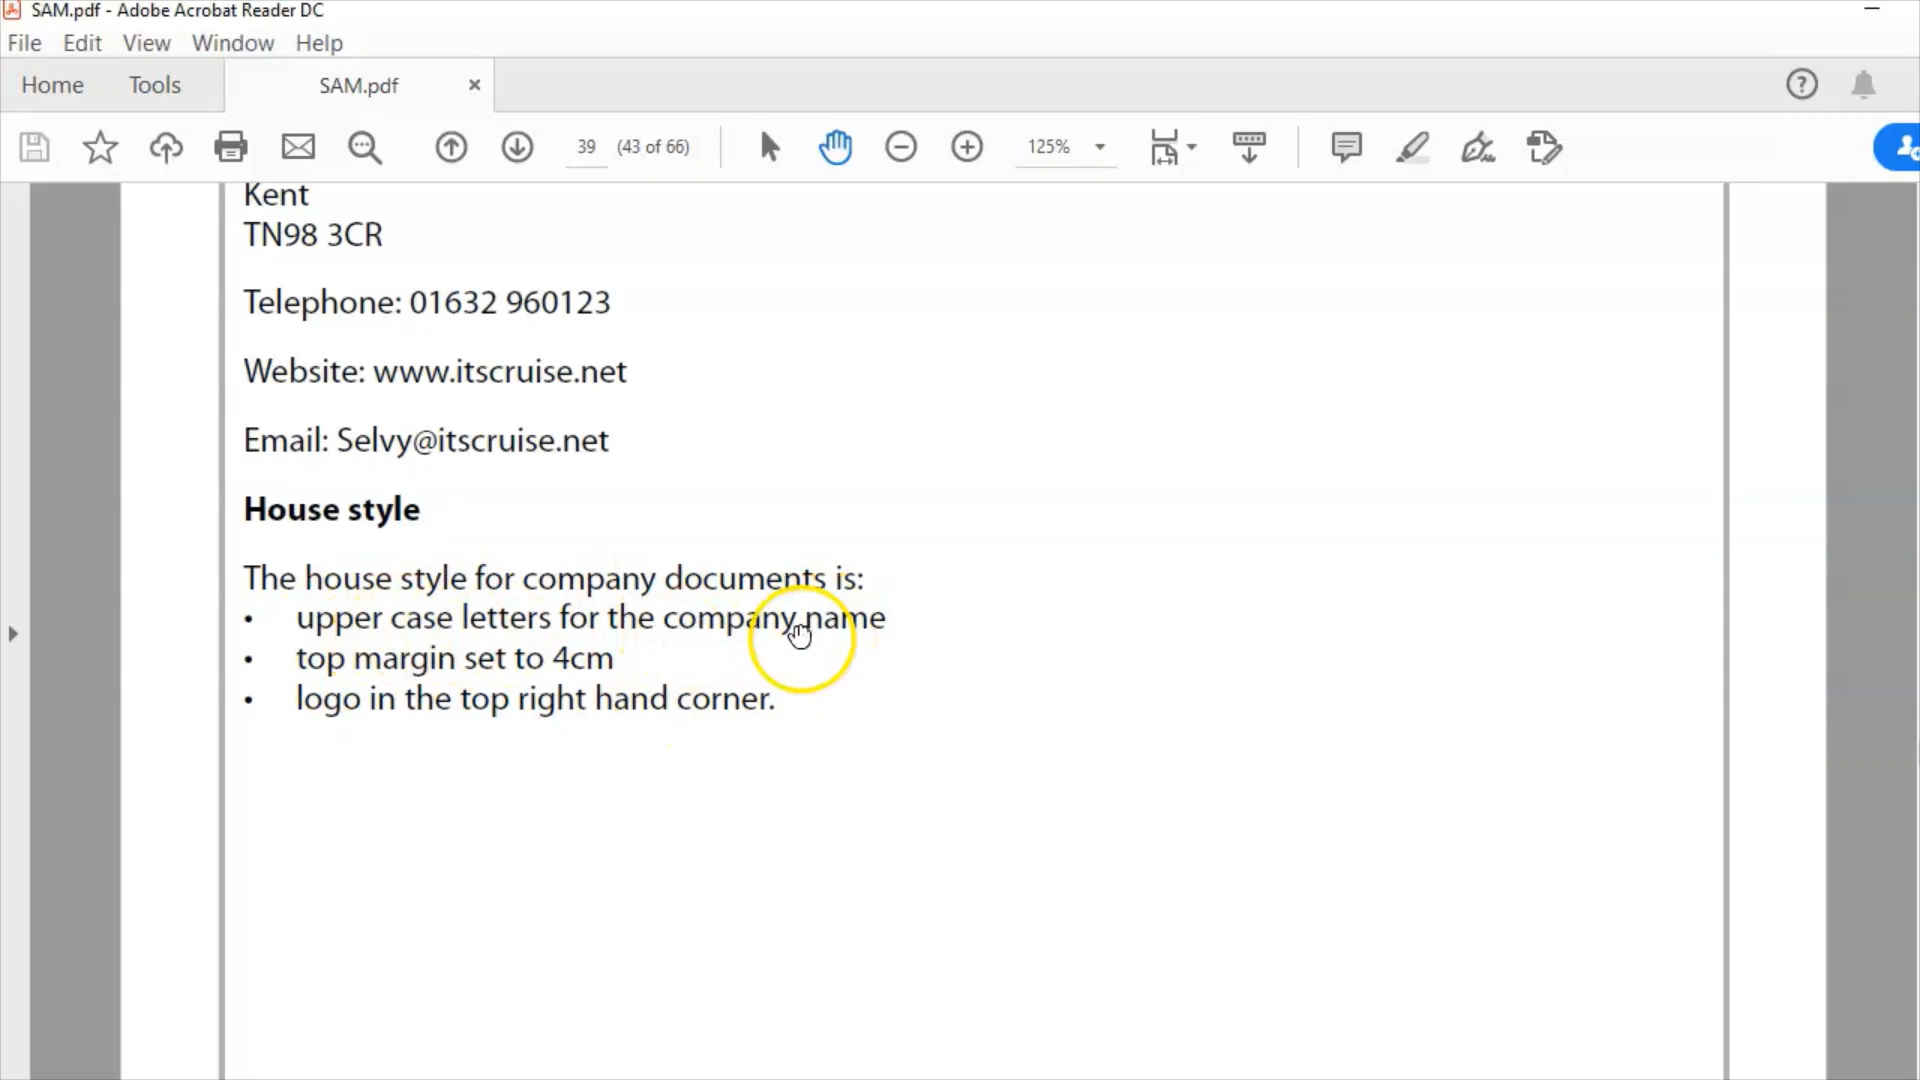 SAM.pdf - Adobe Acrobat Reader DC
File Edit View Window Help
Home Tools SAM.pdf
39 (43 of 66) 125%
Kent
TN98 3CR
Telephone: 01632 960123
Website: www.itscruise.net
Email: Selvy@itscruise.net
House style
The house style for company documents is:
• upper case letters for the company name
• top margin set to 4cm
• logo in the top right hand corner.